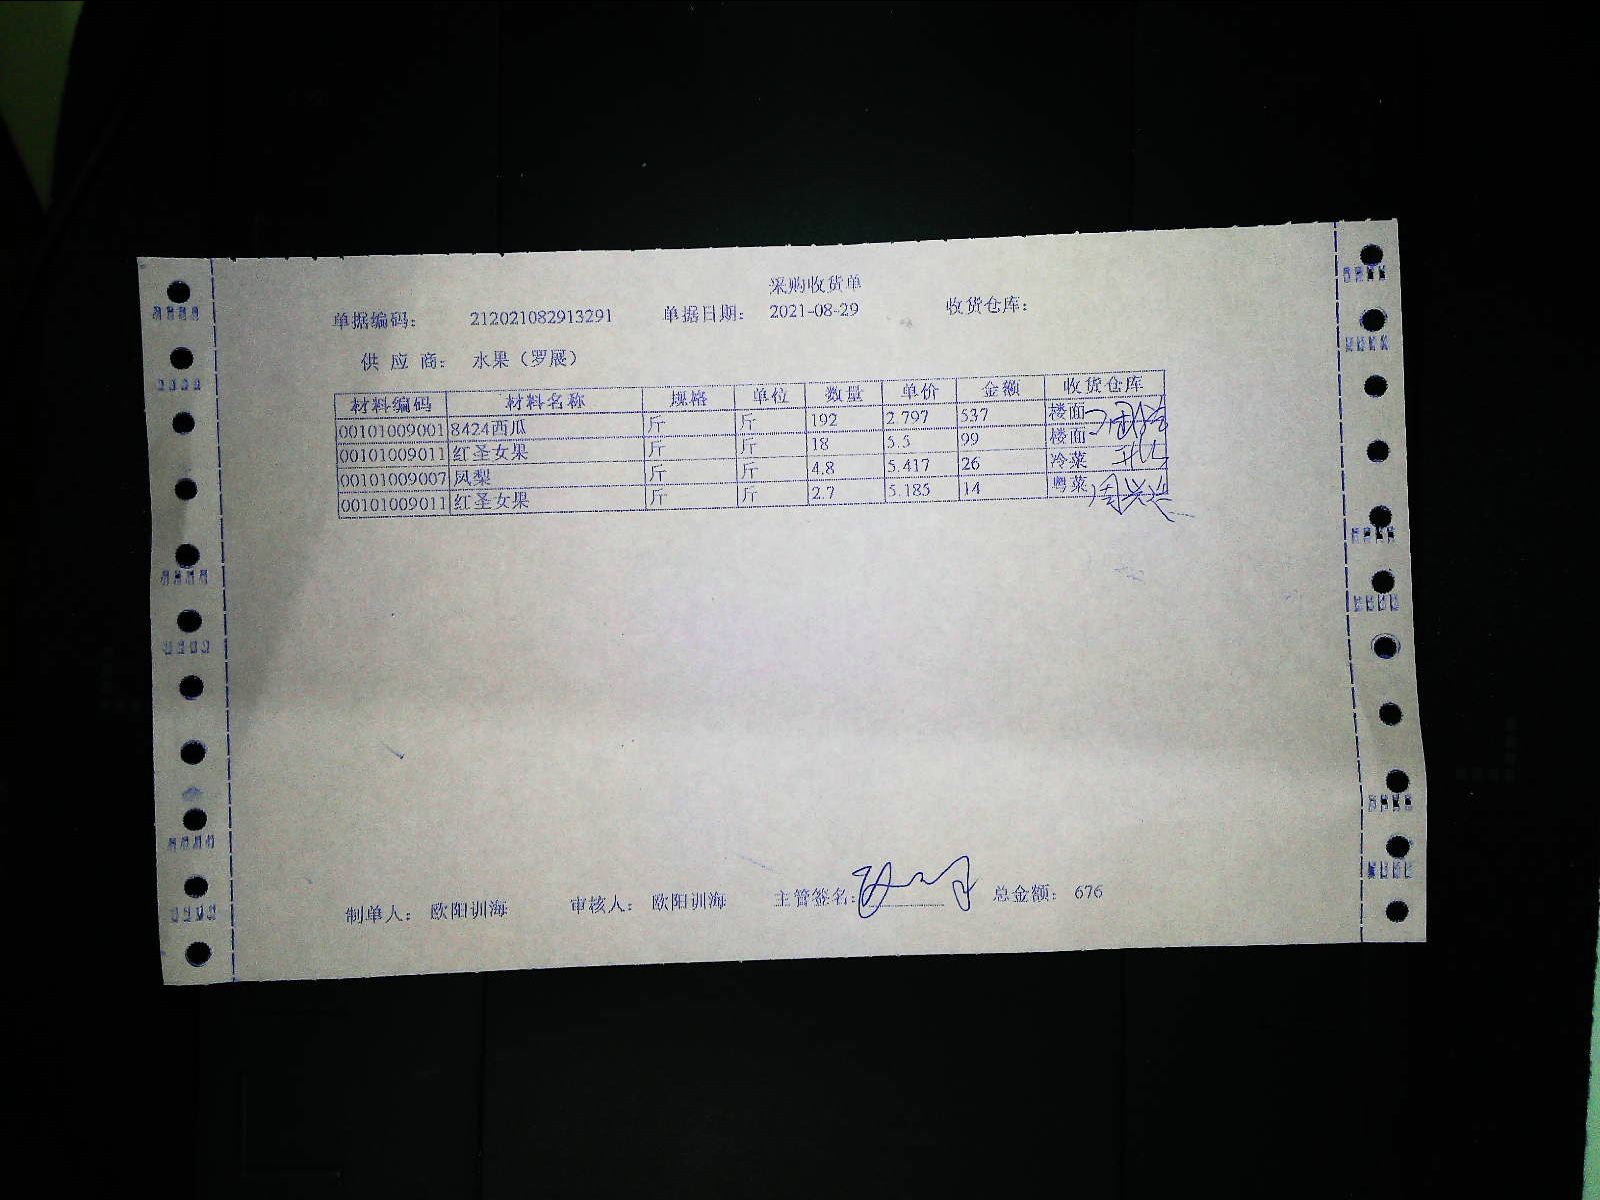 采购收货单
单据编码: 212021082913291 单据日期: 2021-08-29 收货仓库:
供 应 商: 水果（罗展）
材料编码 材料名称 规格 单位 数量 单价 金额 收货仓库
00101009001 8424西瓜 斤 斤 192 2.797 537 楼面
00101009011 红圣女果 斤 斤 18 5.5 99 楼面
00101009007 凤梨 斤 斤 4.8 5.417 26 冷菜
00101009011 红圣女果 斤 斤 2.7 5.185 14 粤菜
制单人: 欧阳训海 审核人: 欧阳训海 主管签名: 总金额: 676